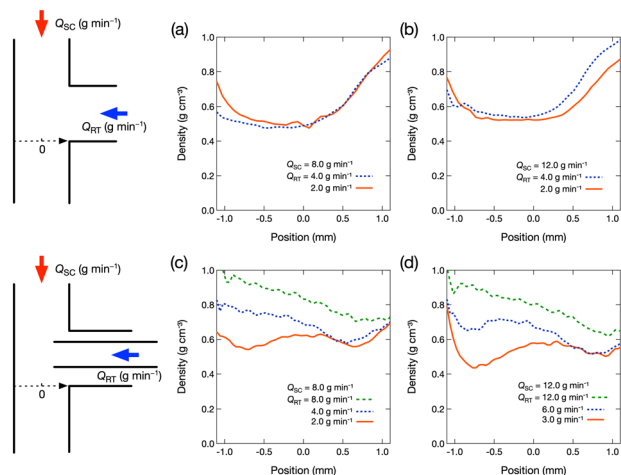 Q_SC (g min⁻¹)
Q_RT (g min⁻¹)
0
(a)
Density (g cm⁻³)
1.0
0.8
0.6
0.4
0.2
0.0
Q_SC = 8.0 g min⁻¹
Q_RT = 4.0 g min⁻¹
2.0 g min⁻¹
-1.0 -0.5 0.0 0.5 1.0
Position (mm)
(b)
Density (g cm⁻³)
1.0
0.8
0.6
0.4
0.2
0.0
Q_SC = 12.0 g min⁻¹
Q_RT = 4.0 g min⁻¹
2.0 g min⁻¹
-1.0 -0.5 0.0 0.5 1.0
Position (mm)
Q_SC (g min⁻¹)
Q_RT (g min⁻¹)
0
(c)
Density (g cm⁻³)
1.0
0.8
0.6
0.4
0.2
0.0
Q_SC = 8.0 g min⁻¹
Q_RT = 8.0 g min⁻¹
4.0 g min⁻¹
2.0 g min⁻¹
-1.0 -0.5 0.0 0.5 1.0
Position (mm)
(d)
Density (g cm⁻³)
1.0
0.8
0.6
0.4
0.2
0.0
Q_SC = 12.0 g min⁻¹
Q_RT = 12.0 g min⁻¹
6.0 g min⁻¹
3.0 g min⁻¹
-1.0 -0.5 0.0 0.5 1.0
Position (mm)